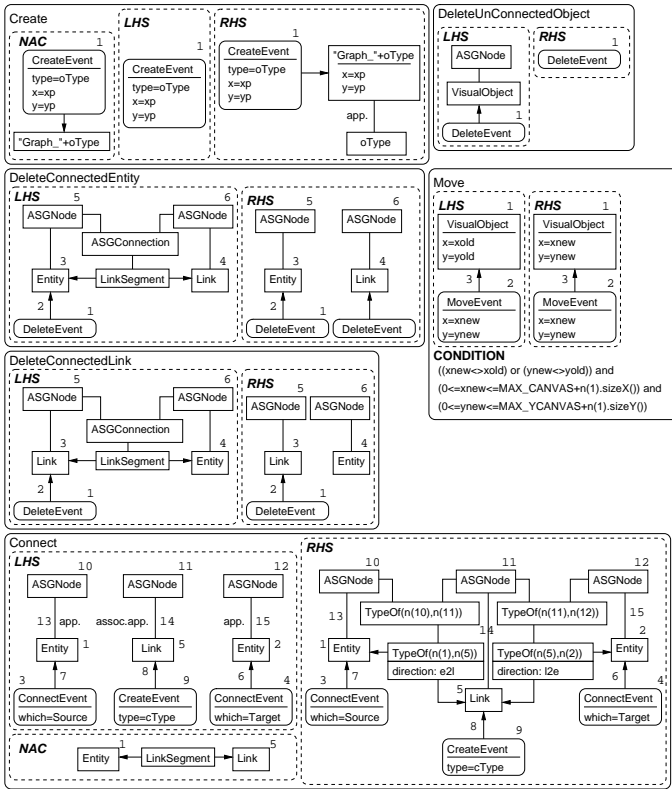 Create
NAC
1
CreateEvent
type=oType
x=xp
y=yp
"Graph_"+oType
LHS
1
CreateEvent
type=oType
x=xp
y=yp
RHS
1
CreateEvent
type=oType
x=xp
y=yp
"Graph_"+oType
x=xp
y=yp
app.
oType
DeleteUnConnectedObject
LHS
ASGNode
VisualObject
1
DeleteEvent
RHS
1
DeleteEvent
DeleteConnectedEntity
LHS
5
6
ASGNode
ASGNode
ASGConnection
3
4
Entity
LinkSegment
Link
2
1
DeleteEvent
RHS
5
6
ASGNode
ASGNode
3
4
Entity
Link
2
1
DeleteEvent
DeleteEvent
Move
LHS
1
VisualObject
x=xold
y=yold
3
2
MoveEvent
x=xnew
y=ynew
RHS
1
VisualObject
x=xnew
y=ynew
3
2
MoveEvent
x=xnew
y=ynew
CONDITION
((xnew<>xold) or (ynew<>yold)) and
(0<=xnew<=MAX_CANVAS+n(1).sizeX()) and
(0<=ynew<=MAX_YCANVAS+n(1).sizeY())
DeleteConnectedLink
LHS
5
6
ASGNode
ASGNode
ASGConnection
3
4
Link
LinkSegment
Entity
2
1
DeleteEvent
RHS
5
6
ASGNode
ASGNode
3
4
Link
Entity
2
1
DeleteEvent
Connect
LHS
10
11
12
ASGNode
ASGNode
ASGNode
13
app.
assoc.app.
14
app.
15
Entity
1
Link
5
Entity
2
3
7
8
9
6
4
ConnectEvent
which=Source
CreateEvent
type=cType
ConnectEvent
which=Target
NAC
1
5
Entity
LinkSegment
Link
RHS
10
11
12
ASGNode
ASGNode
ASGNode
13
TypeOf(n(10),n(11))
TypeOf(n(11),n(12))
15
14
1
Entity
TypeOf(n(1),n(5))
direction: e2l
TypeOf(n(5),n(2))
direction: l2e
2
Entity
3
7
5
Link
6
4
ConnectEvent
which=Source
ConnectEvent
which=Target
8
9
CreateEvent
type=cType